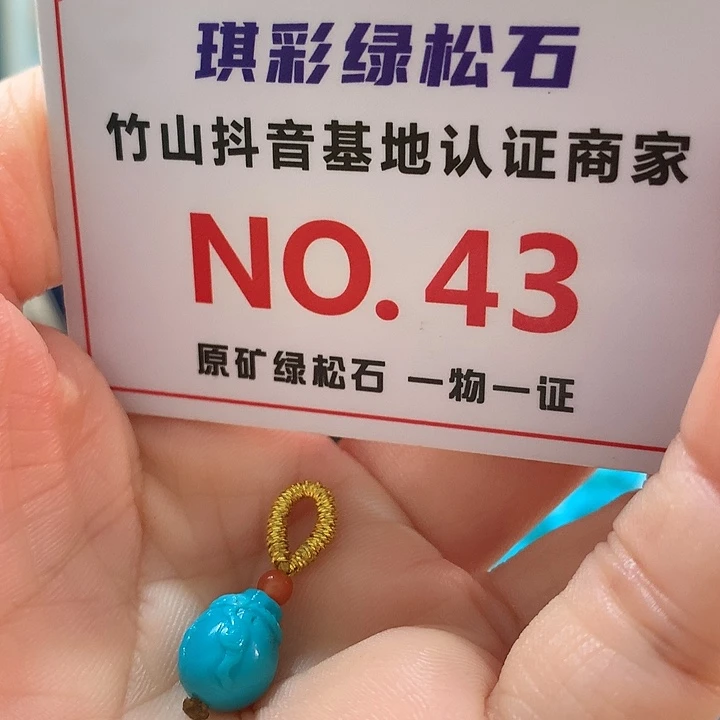 琪彩绿松石
竹山抖音基地认证商家
NO.43
原矿绿松石 一物一证